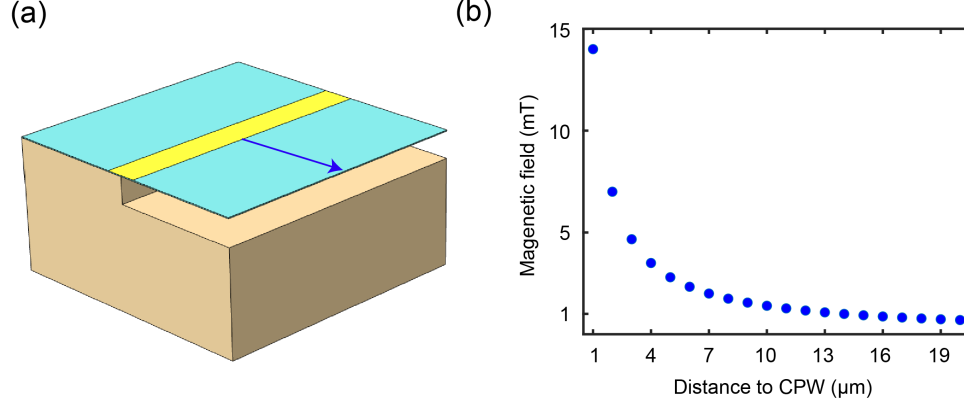 (a)
(b)
15
10
5
1
Magenetic field (mT)
1 4 7 10 13 16 19
Distance to CPW (μm)